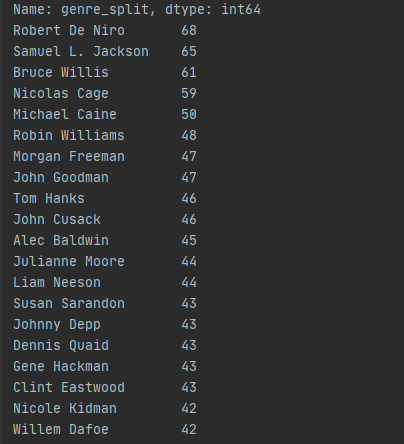 Name: genre_split, dtype: int64
Robert De Niro 68
Samuel L. Jackson 65
Bruce Willis 61
Nicolas Cage 59
Michael Caine 50
Robin Williams 48
Morgan Freeman 47
John Goodman 47
Tom Hanks 46
John Cusack 46
Alec Baldwin 45
Julianne Moore 44
Liam Neeson 44
Susan Sarandon 43
Johnny Depp 43
Dennis Quaid 43
Gene Hackman 43
Clint Eastwood 43
Nicole Kidman 42
Willem Dafoe 42